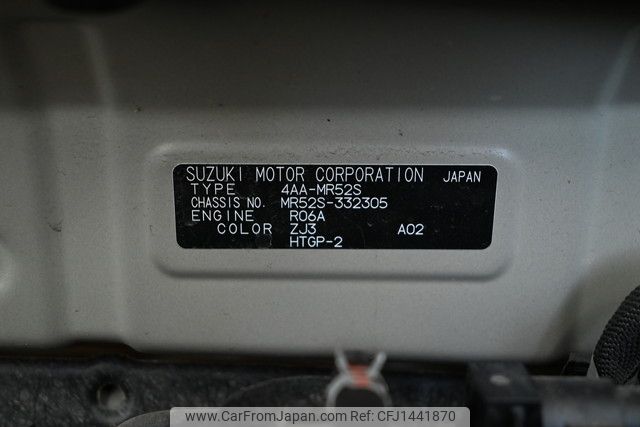 SUZUKI MOTOR CORPORATION JAPAN
TYPE 4AA-MR52S
CHASSIS NO. MR52S-332305
ENGINE R06A
COLOR ZJ3 A02
HTGP-2
www.CarFromJapan.com Ref:CFJ1441870